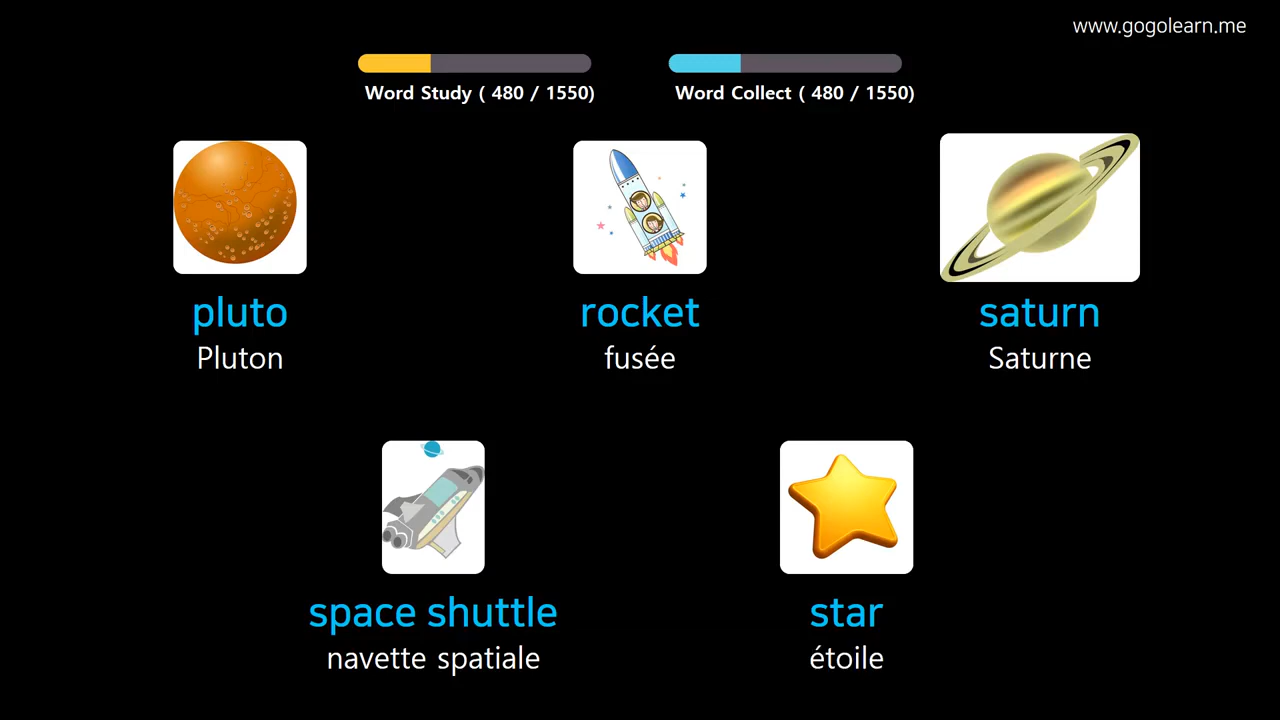 www.gogolearn.me
Word Study ( 480 / 1550)
Word Collect ( 480 / 1550)
pluto
Pluton
rocket
fusée
saturn
Saturne
space shuttle
navette spatiale
star
étoile